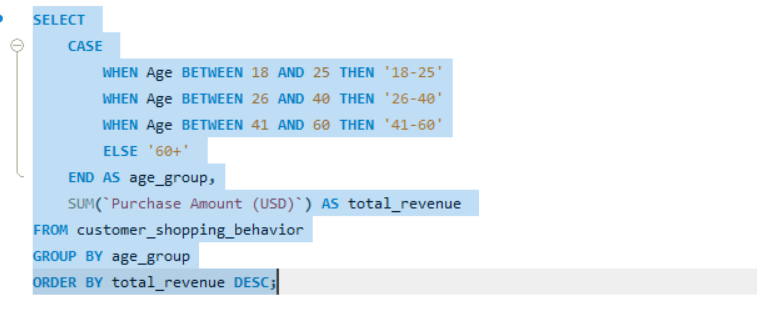 SELECT
CASE
WHEN Age BETWEEN 18 AND 25 THEN '18-25'
WHEN Age BETWEEN 26 AND 40 THEN '26-40'
WHEN Age BETWEEN 41 AND 60 THEN '41-60'
ELSE '60+'
END AS age_group,
SUM(`Purchase Amount (USD)`) AS total_revenue
FROM customer_shopping_behavior
GROUP BY age_group
ORDER BY total_revenue DESC;